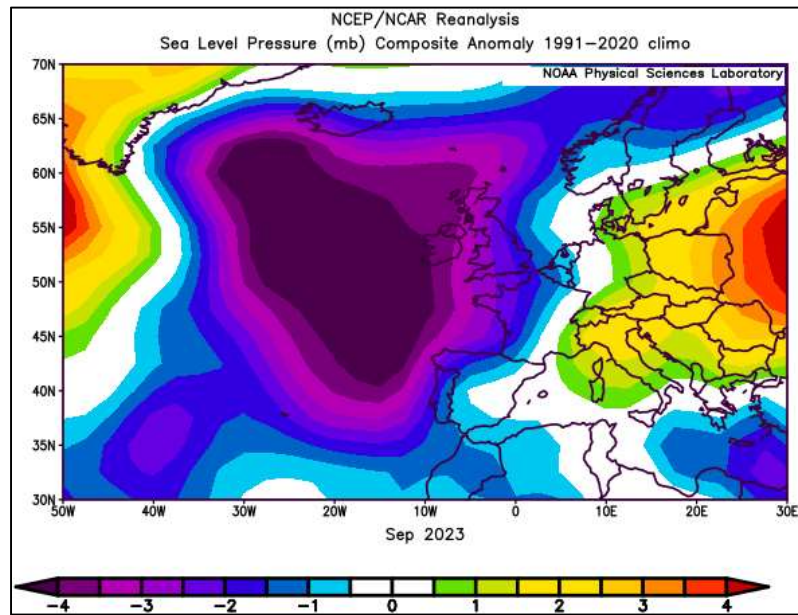 NCEP/NCAR Reanalysis
Sea Level Pressure (mb) Composite Anomaly 1991−2020 climo
NOAA Physical Sciences Laboratory
70N
65N
60N
55N
50N
45N
40N
35N
30N
50W 40W 30W 20W 10W 0 10E 20E 30E
Sep 2023
−4 −3 −2 −1 0 1 2 3 4